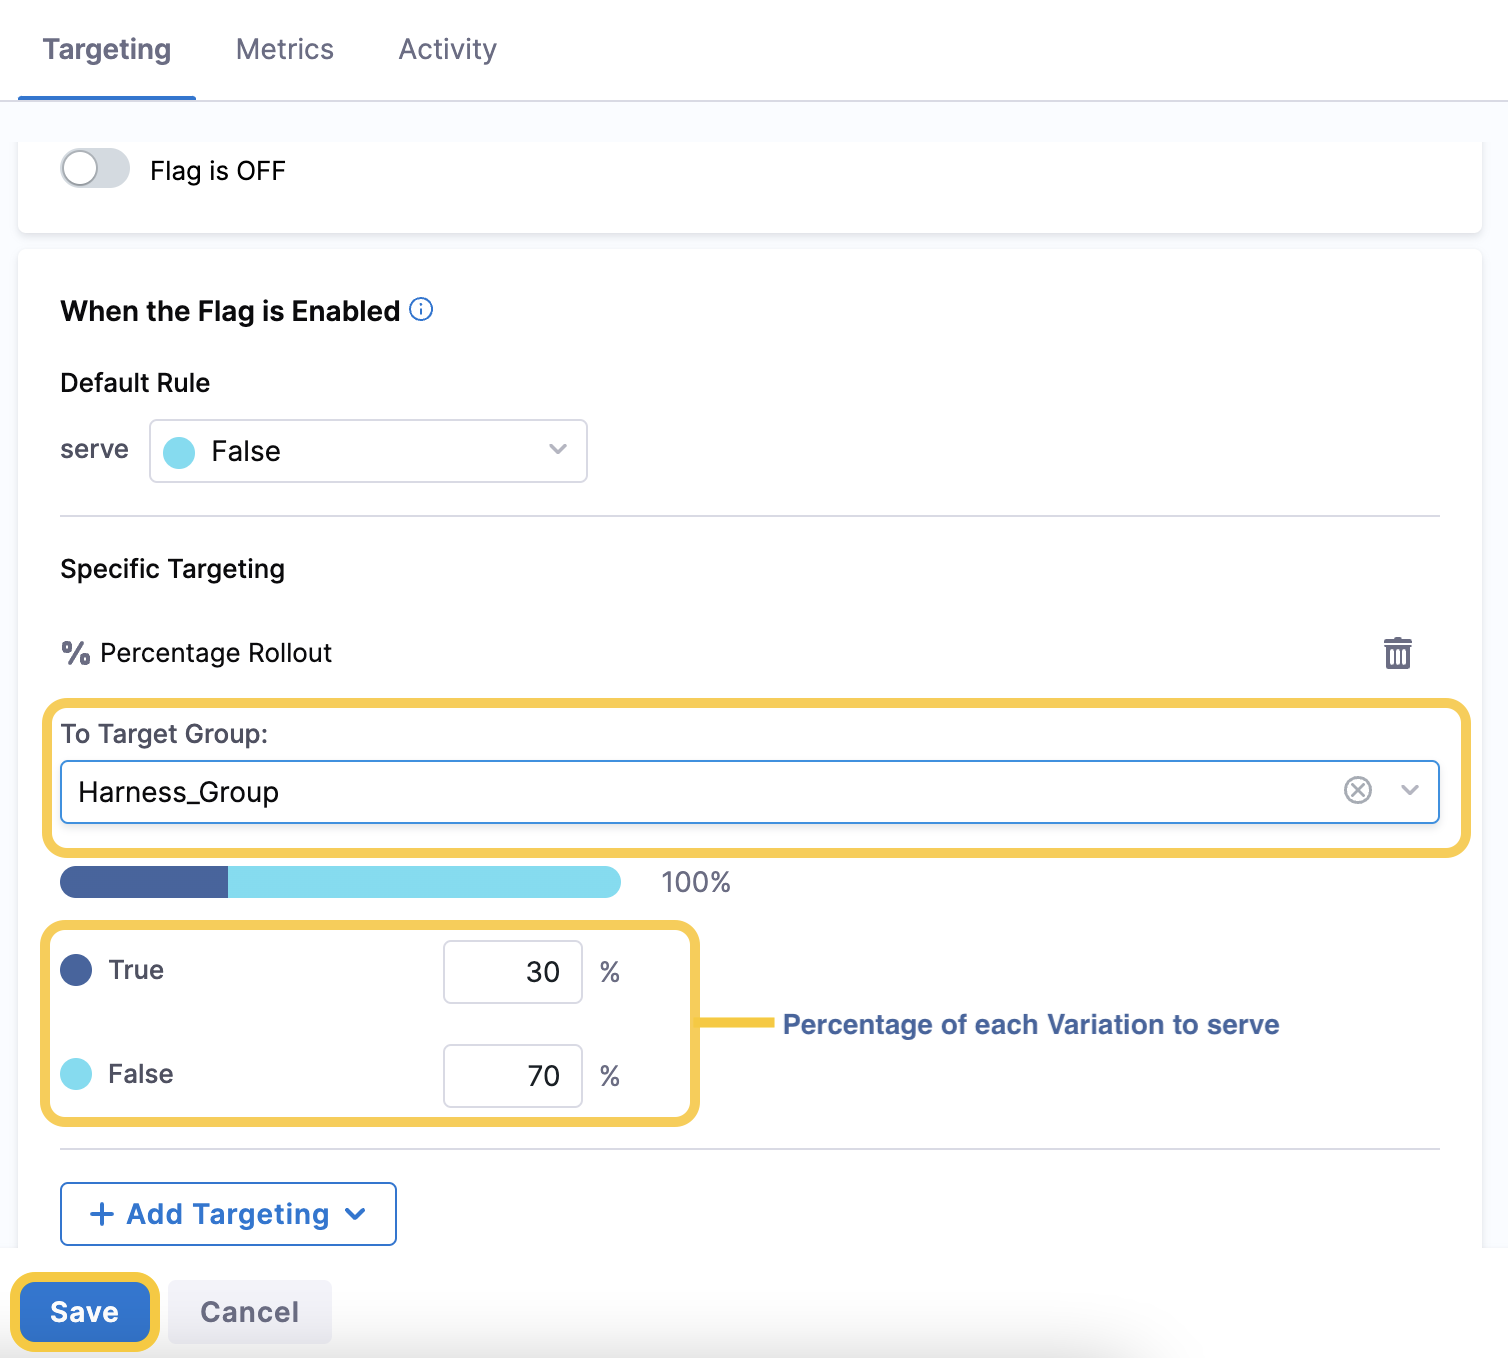 Targeting Metrics Activity
Flag is OFF
When the Flag is Enabled
Default Rule
serve False
Specific Targeting
% Percentage Rollout
To Target Group:
Harness_Group
100%
True 30 %
Percentage of each Variation to serve
False 70 %
+ Add Targeting
Save Cancel